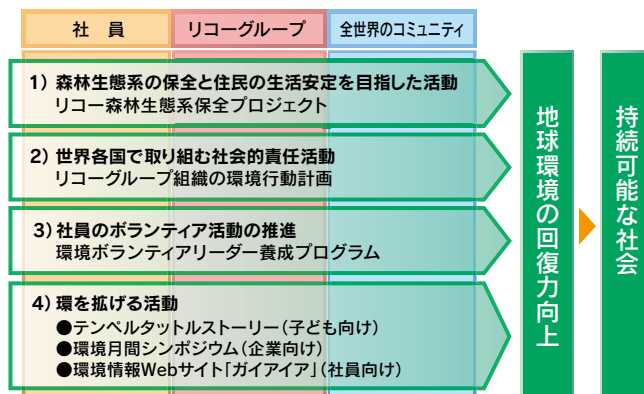 社 員
リコーグループ
全世界のコミュニティ
1) 森林生態系の保全と住民の生活安定を目指した活動
リコー森林生態系保全プロジェクト
2) 世界各国で取り組む社会的責任活動
リコーグループ組織の環境行動計画
3) 社員のボランティア活動の推進
環境ボランティアリーダー養成プログラム
4) 環を拡げる活動
●テンペルタットルストーリー(子ども向け)
●環境月間シンポジウム(企業向け)
●環境情報Webサイト「ガイアイア」(社員向け)
地球環境の回復力向上
持続可能な社会